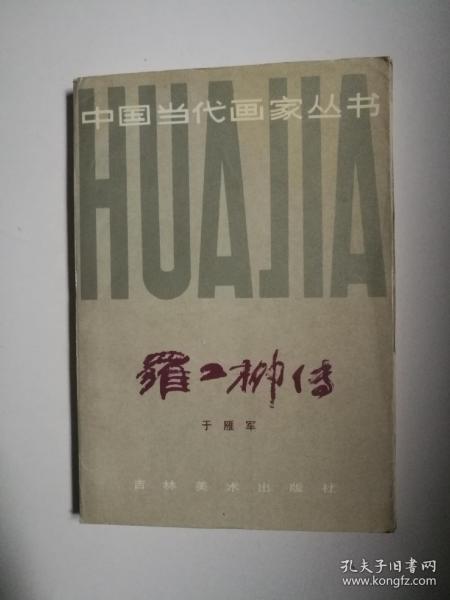 中国当代画家丛书
HUAJIA
羅工柳传
于雁军
吉林美术出版社
孔夫子旧书网
www.kongfz.com